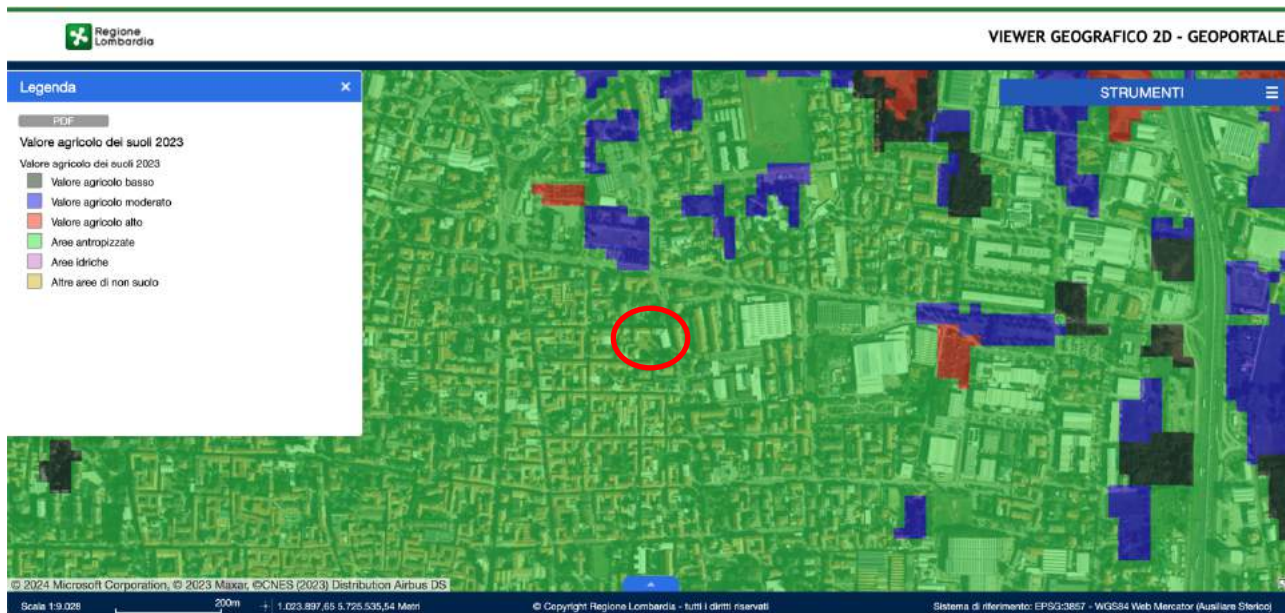 Regione
Lombardia
VIEWER GEOGRAFICO 2D - GEOPORTALE
Legenda ×
STRUMENTI ☰
PDF
Valore agricolo dei suoli 2023
Valore agricolo dei suoli 2023
Valore agricolo basso
Valore agricolo moderato
Valore agricolo alto
Aree antropizzate
Aree idriche
Altre aree di non suolo
© 2024 Microsoft Corporation, © 2023 Maxar, ©CNES (2023) Distribution Airbus DS
Scala 1:9.028 200m 1.023.897,65 5.725.535,54 Metri © Copyright Regione Lombardia - tutti i diritti riservati Sistema di riferimento: EPSG:3857 - WGS84 Web Mercator (Ausiliare Sferico)